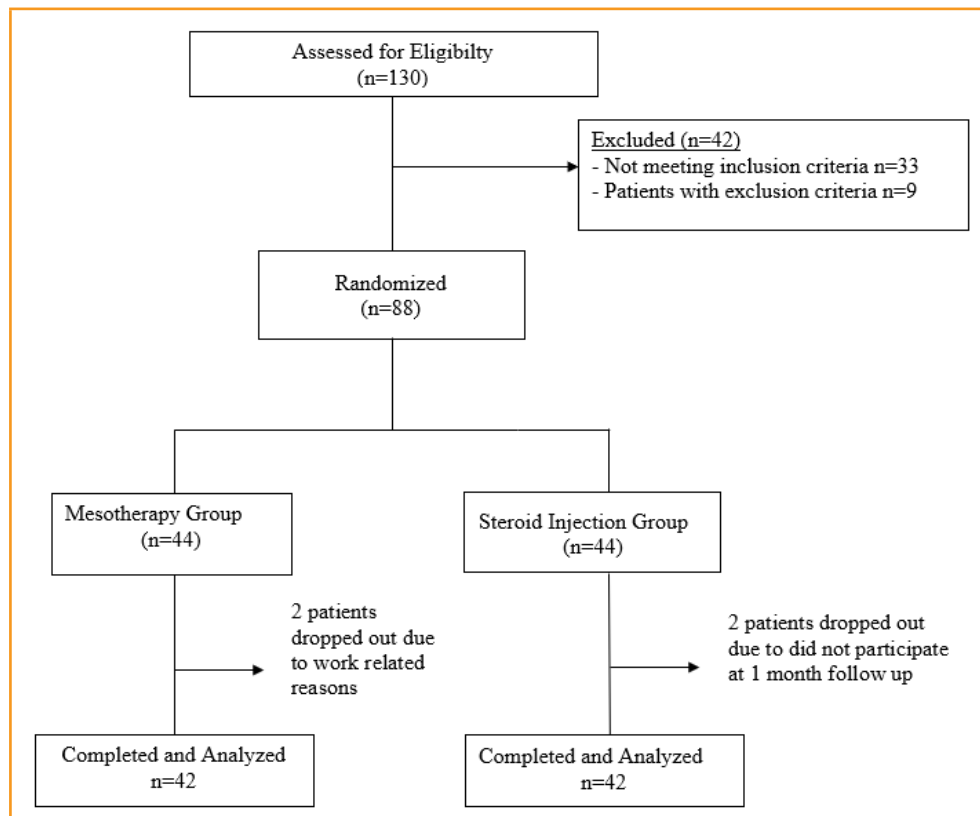 Assessed for Eligibilty
(n=130)
Excluded (n=42)
- Not meeting inclusion criteria n=33
- Patients with exclusion criteria n=9
Randomized
(n=88)
Mesotherapy Group
(n=44)
Steroid Injection Group
(n=44)
2 patients
dropped out due
to work related
reasons
2 patients dropped out
due to did not participate
at 1 month follow up
Completed and Analyzed
n=42
Completed and Analyzed
n=42